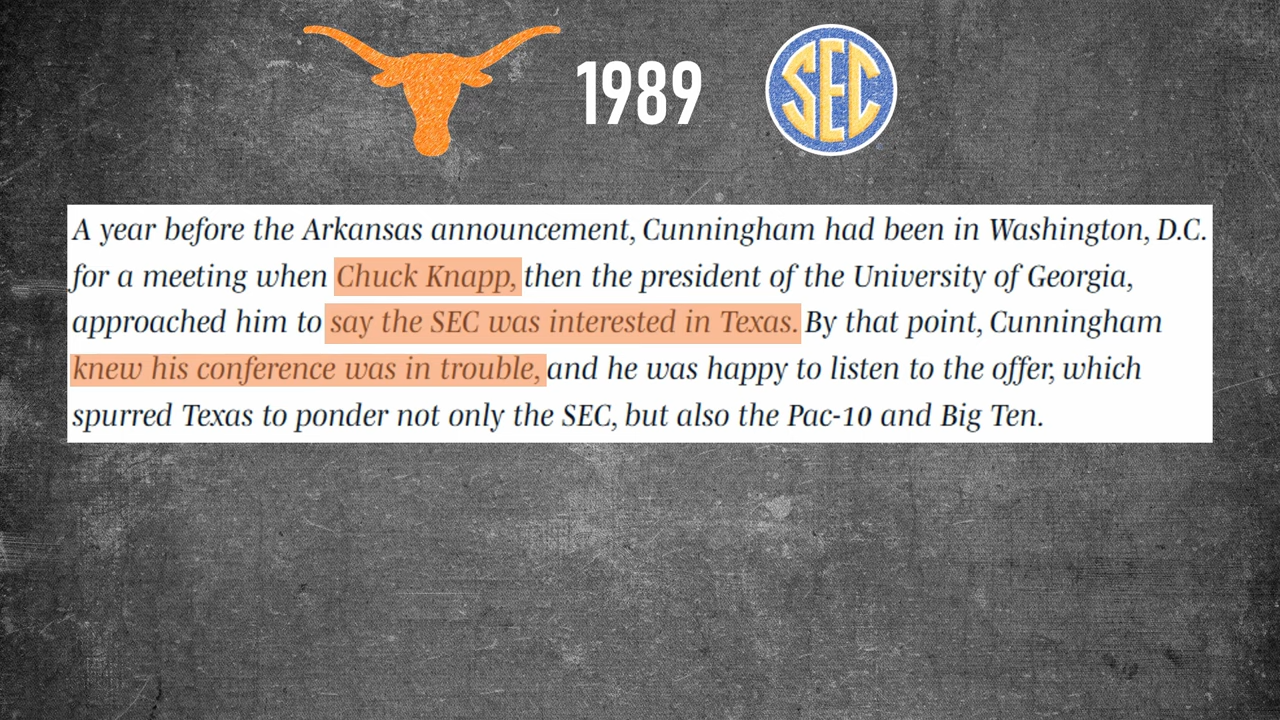 1989
SEC
A year before the Arkansas announcement, Cunningham had been in Washington, D.C.
for a meeting when Chuck Knapp, then the president of the University of Georgia,
approached him to say the SEC was interested in Texas. By that point, Cunningham
knew his conference was in trouble, and he was happy to listen to the offer, which
spurred Texas to ponder not only the SEC, but also the Pac-10 and Big Ten.